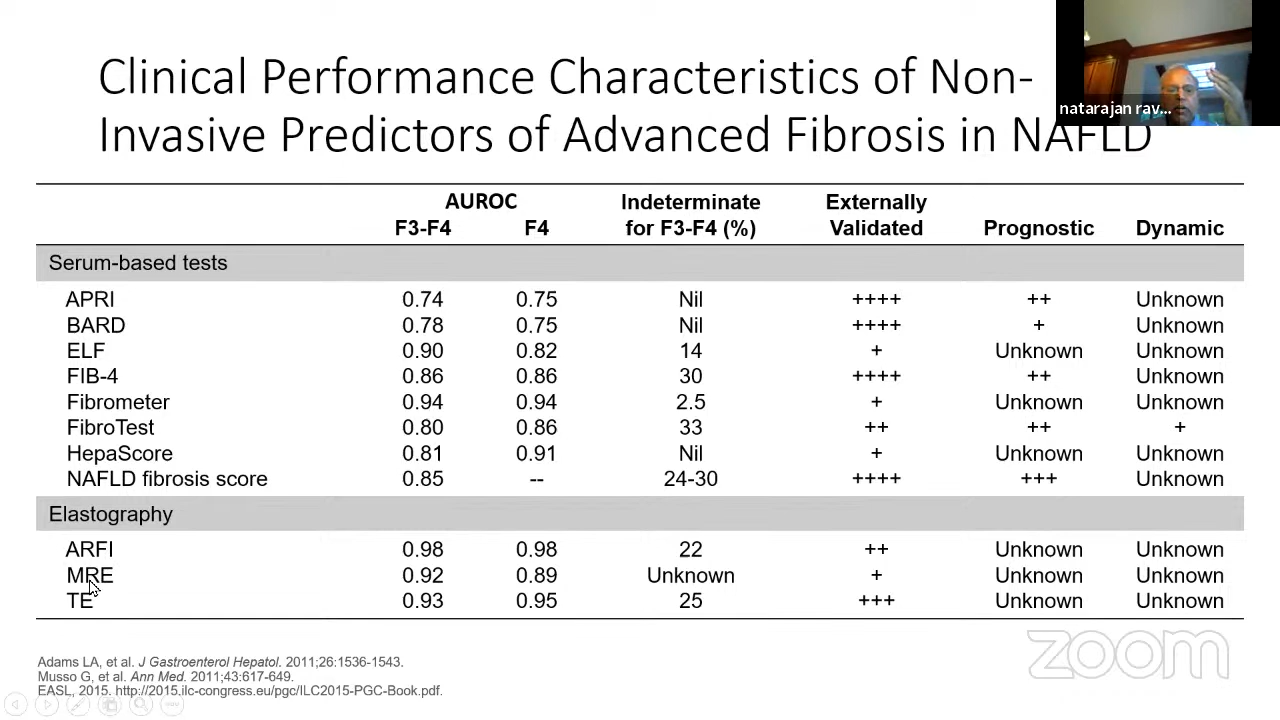 Clinical Performance Characteristics of Non-
Invasive Predictors of Advanced Fibrosis in NAFLD
natarajan rav...
AUROC Indeterminate Externally
F3-F4 F4 for F3-F4 (%) Validated Prognostic Dynamic
Serum-based tests
APRI 0.74 0.75 Nil ++++ ++ Unknown
BARD 0.78 0.75 Nil ++++ + Unknown
ELF 0.90 0.82 14 + Unknown Unknown
FIB-4 0.86 0.86 30 ++++ ++ Unknown
Fibrometer 0.94 0.94 2.5 + Unknown Unknown
FibroTest 0.80 0.86 33 ++ ++ +
HepaScore 0.81 0.91 Nil + Unknown Unknown
NAFLD fibrosis score 0.85 -- 24-30 ++++ +++ Unknown
Elastography
ARFI 0.98 0.98 22 ++ Unknown Unknown
MRE 0.92 0.89 Unknown + Unknown Unknown
TE 0.93 0.95 25 +++ Unknown Unknown
zoom
Adams LA, et al. J Gastroenterol Hepatol. 2011;26:1536-1543.
Musso G, et al. Ann Med. 2011;43:617-649.
EASL, 2015. http://2015.ilc-congress.eu/pgc/ILC2015-PGC-Book.pdf.